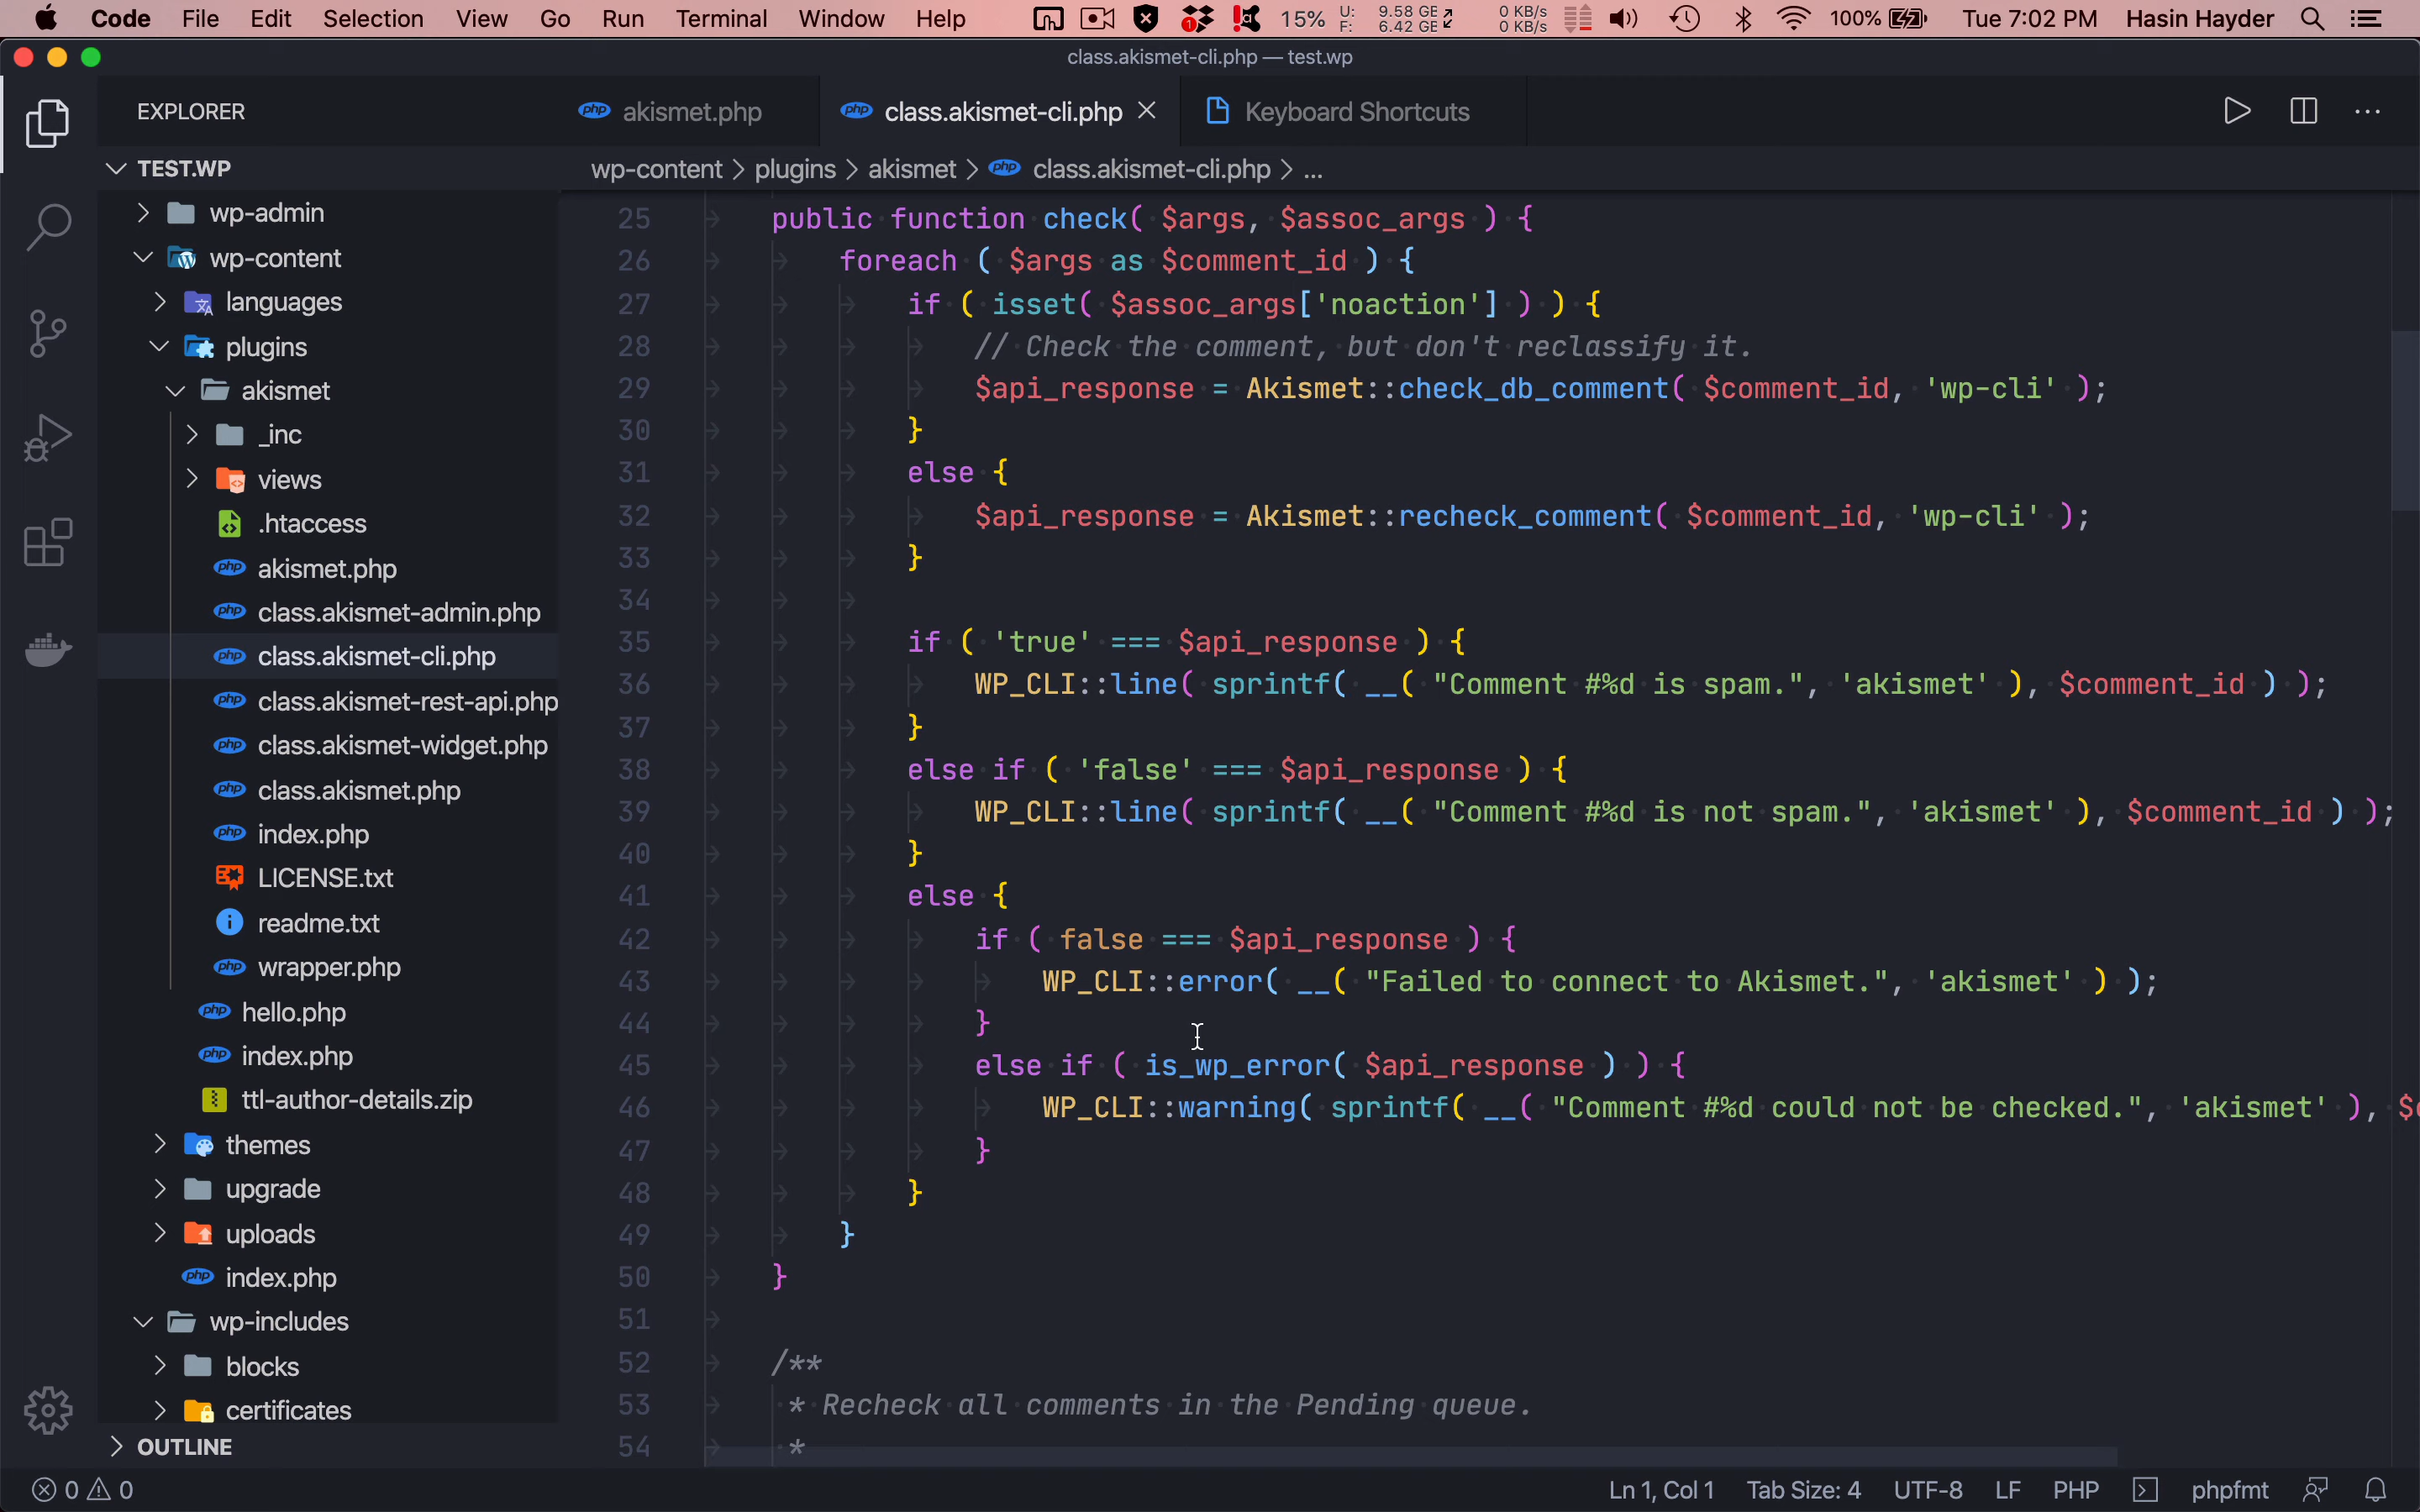 Code File Edit Selection View Go Run Terminal Window Help 15% U: 9.58 GB F: 6.42 GB 0 KB/s 0 KB/s 100% Tue 7:02 PM Hasin Hayder
class.akismet-cli.php — test.wp
EXPLORER
akismet.php class.akismet-cli.php Keyboard Shortcuts
TEST.WP
wp-content > plugins > akismet > class.akismet-cli.php > ...
wp-admin
wp-content
languages
plugins
akismet
_inc
views
.htaccess
akismet.php
class.akismet-admin.php
class.akismet-cli.php
class.akismet-rest-api.php
class.akismet-widget.php
class.akismet.php
index.php
LICENSE.txt
readme.txt
wrapper.php
hello.php
index.php
ttl-author-details.zip
themes
upgrade
uploads
index.php
wp-includes
blocks
certificates
OUTLINE
25 public function check( $args, $assoc_args ) {
26 foreach ( $args as $comment_id ) {
27 if ( isset( $assoc_args['noaction'] ) ) {
28 // Check the comment, but don't reclassify it.
29 $api_response = Akismet::check_db_comment( $comment_id, 'wp-cli' );
30 }
31 else {
32 $api_response = Akismet::recheck_comment( $comment_id, 'wp-cli' );
33 }
34
35 if ( 'true' === $api_response ) {
36 WP_CLI::line( sprintf( __( "Comment #%d is spam.", 'akismet' ), $comment_id ) );
37 }
38 else if ( 'false' === $api_response ) {
39 WP_CLI::line( sprintf( __( "Comment #%d is not spam.", 'akismet' ), $comment_id ) );
40 }
41 else {
42 if ( false === $api_response ) {
43 WP_CLI::error( __( "Failed to connect to Akismet.", 'akismet' ) );
44 }
45 else if ( is_wp_error( $api_response ) ) {
46 WP_CLI::warning( sprintf( __( "Comment #%d could not be checked.", 'akismet' ),
47 }
48 }
49 }
50 }
51
52 /**
53 * Recheck all comments in the Pending queue.
54 *
0 0 Ln 1, Col 1 Tab Size: 4 UTF-8 LF PHP phpfmt